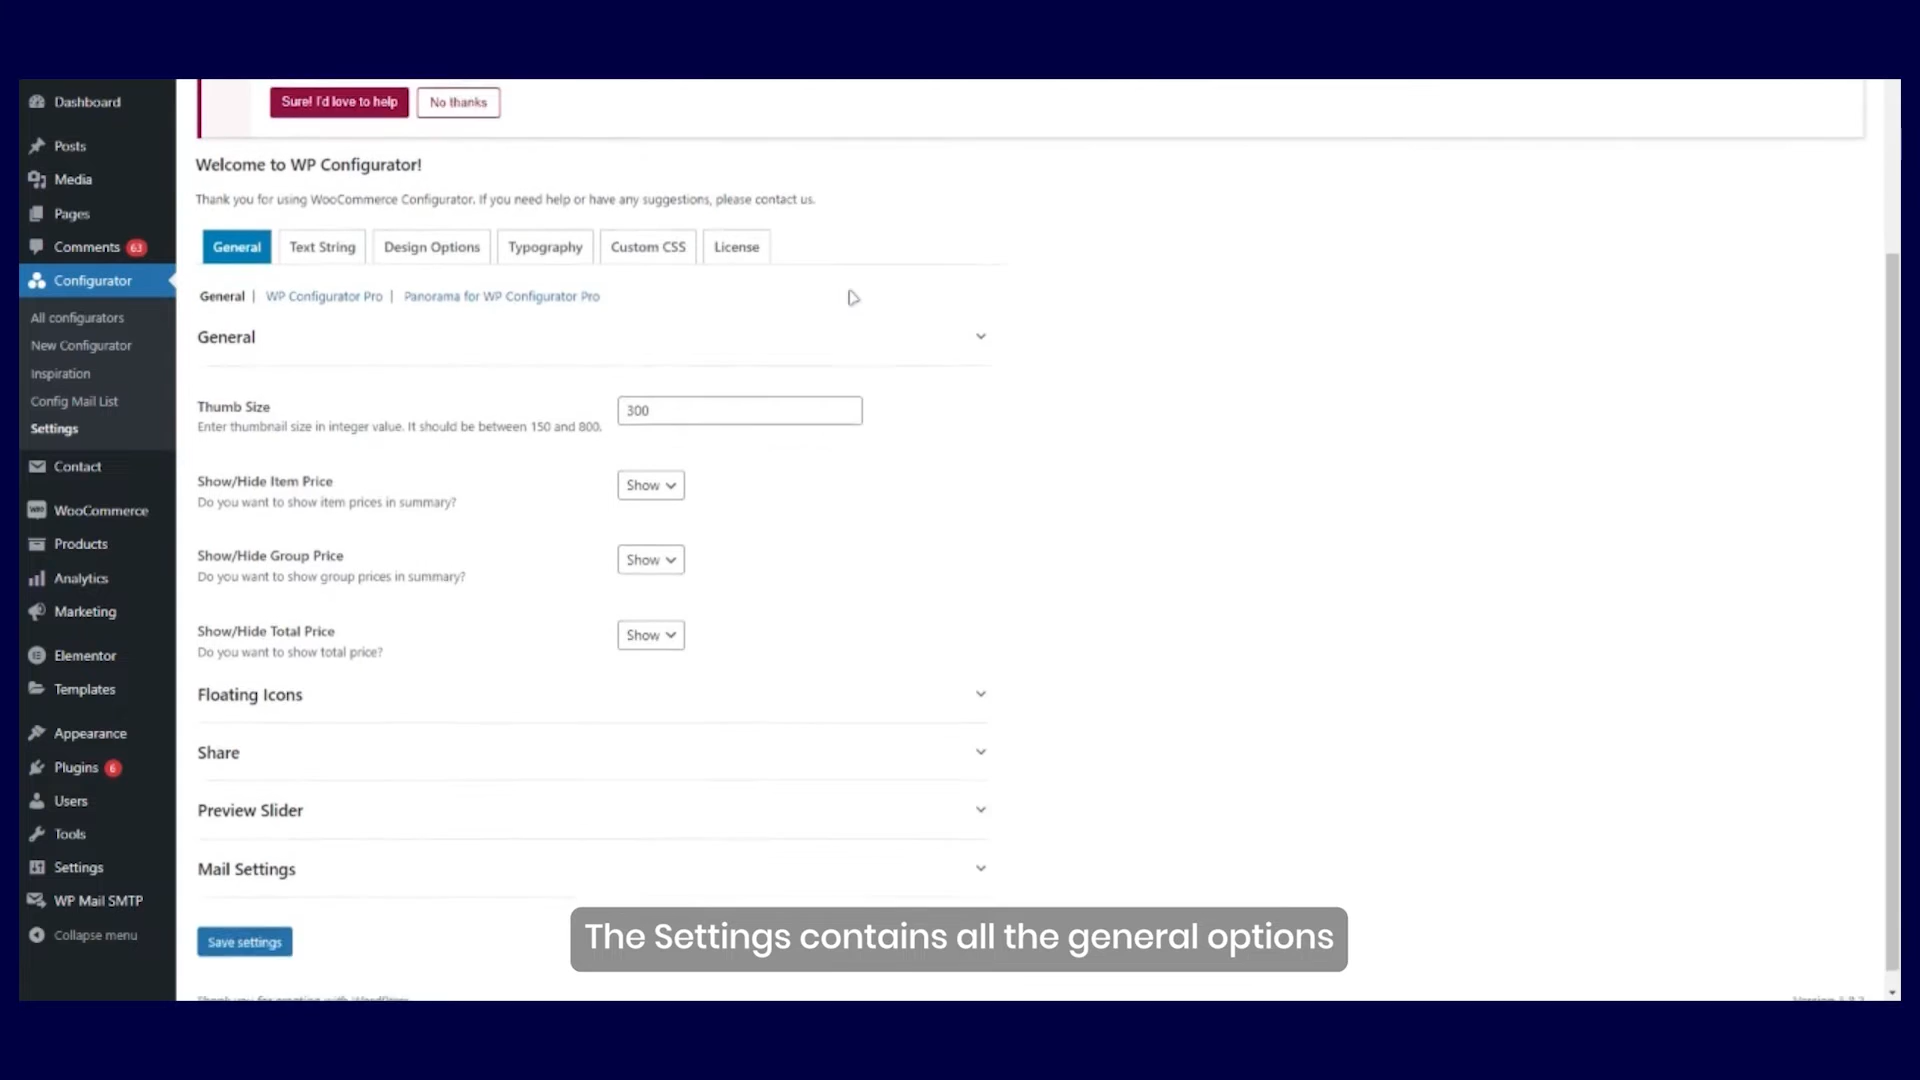 Sure! I'd love to help
No thanks
Dashboard
Posts
Media
Pages
Comments 63
Configurator
All configurators
New Configurator
Inspiration
Config Mail List
Settings
Contact
WooCommerce
Products
Analytics
Marketing
Elementor
Templates
Appearance
Plugins 6
Users
Tools
Settings
WP Mail SMTP
Collapse menu
Welcome to WP Configurator!
Thank you for using WooCommerce Configurator. If you need help or have any suggestions, please contact us.
General
Text String
Design Options
Typography
Custom CSS
License
General | WP Configurator Pro | Panorama for WP Configurator Pro
General
Thumb Size
Enter thumbnail size in integer value. It should be between 150 and 800.
300
Show/Hide Item Price
Do you want to show item prices in summary?
Show
Show/Hide Group Price
Do you want to show group prices in summary?
Show
Show/Hide Total Price
Do you want to show total price?
Show
Floating Icons
Share
Preview Slider
Mail Settings
Save settings
The Settings contains all the general options
Thank you for creating with WordPress